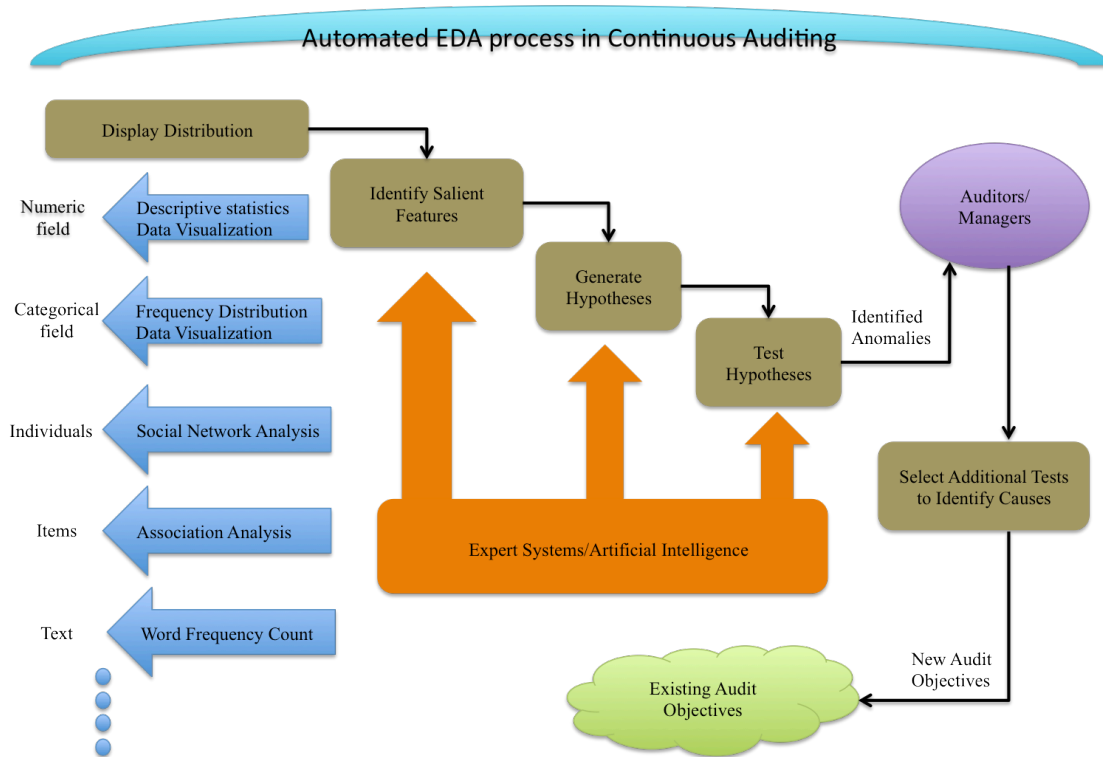 Automated EDA process in Continuous Auditing
Display Distribution
Identify Salient
Features
Generate
Hypotheses
Test
Hypotheses
Identified
Anomalies
Auditors/
Managers
Select Additional Tests
to Identify Causes
New Audit
Objectives
Existing Audit
Objectives
Expert Systems/Artificial Intelligence
Numeric
field
Descriptive statistics
Data Visualization
Categorical
field
Frequency Distribution
Data Visualization
Individuals
Social Network Analysis
Items
Association Analysis
Text
Word Frequency Count